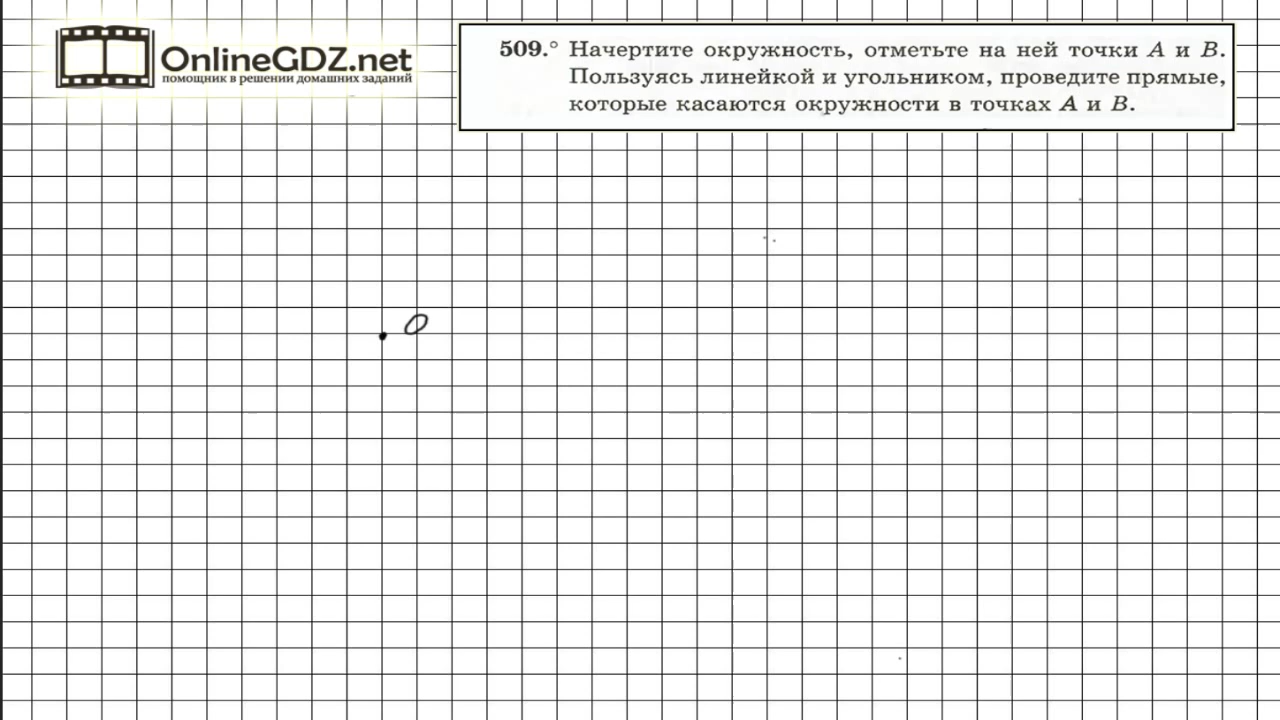 OnlineGDZ.net
помощник в решении домашних заданий
509.° Начертите окружность, отметьте на ней точки A и B.
Пользуясь линейкой и угольником, проведите прямые,
которые касаются окружности в точках A и B.
O